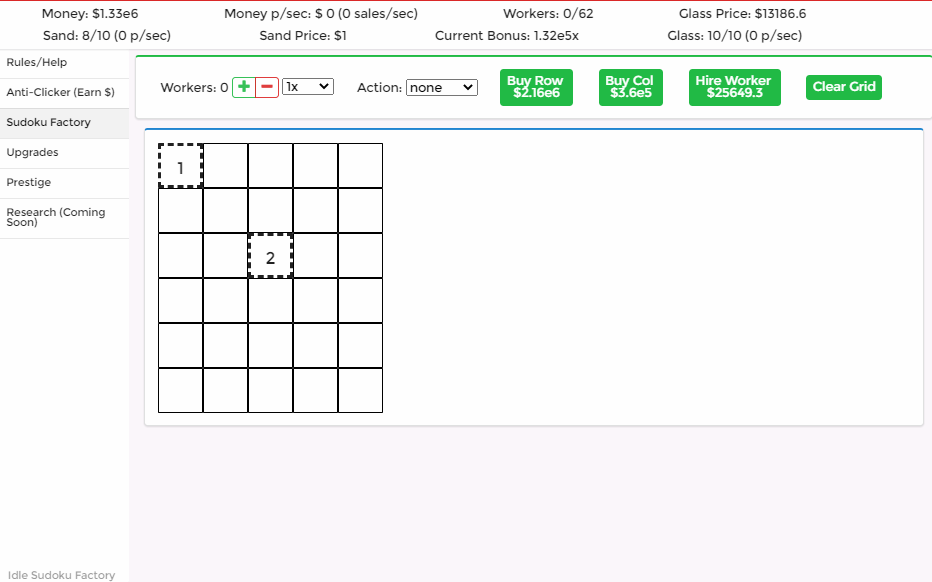 Money: $1.33e6 Money p/sec: $ 0 (0 sales/sec) Workers: 0/62 Glass Price: $13186.6
Sand: 8/10 (0 p/sec) Sand Price: $1 Current Bonus: 1.32e5x Glass: 10/10 (0 p/sec)
Rules/Help
Anti-Clicker (Earn $)
Sudoku Factory
Upgrades
Prestige
Research (Coming
Soon)
Workers: 0 + − 1x Action: none
Buy Row
$2.16e6
Buy Col
$3.6e5
Hire Worker
$25649.3
Clear Grid
1
2
Idle Sudoku Factory